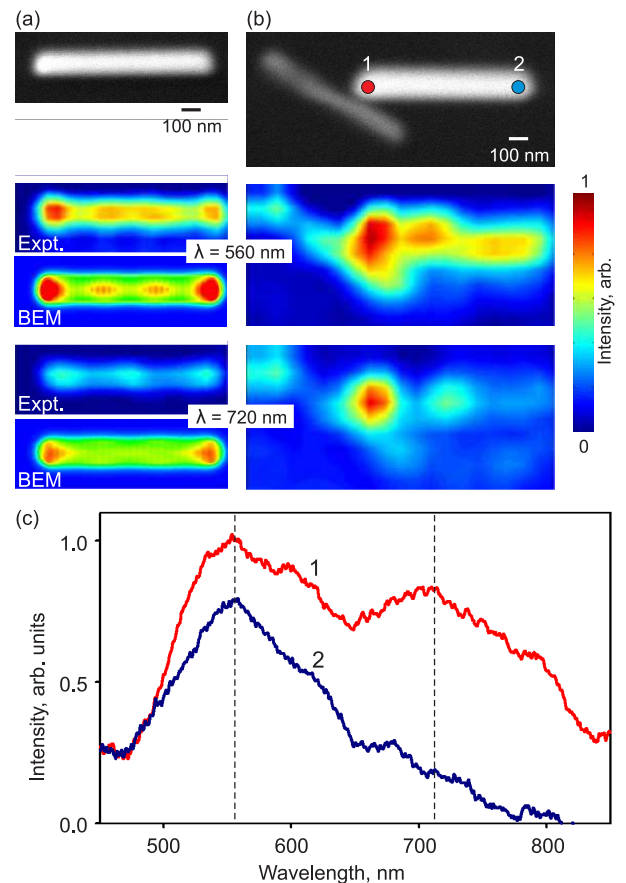 (a)
(b)
1
2
100 nm
100 nm
Expt.
λ = 560 nm
BEM
Expt.
λ = 720 nm
BEM
1
Intensity, arb.
0
(c)
1.0
0.5
0.0
Intensity, arb. units
1
2
500
600
700
800
Wavelength, nm